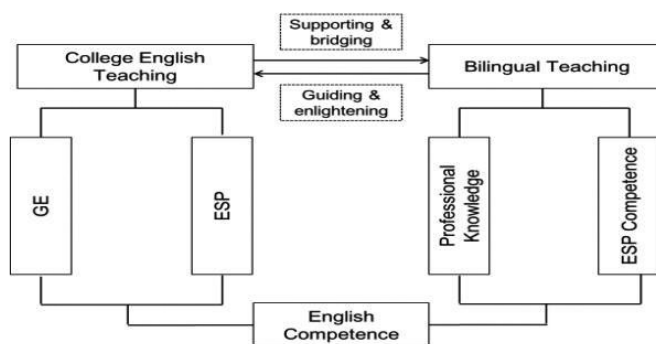 Supporting &
bridging
College English
Teaching
Bilingual Teaching
Guiding &
enlightening
GE
ESP
Professional
Knowledge
ESP Competence
English
Competence